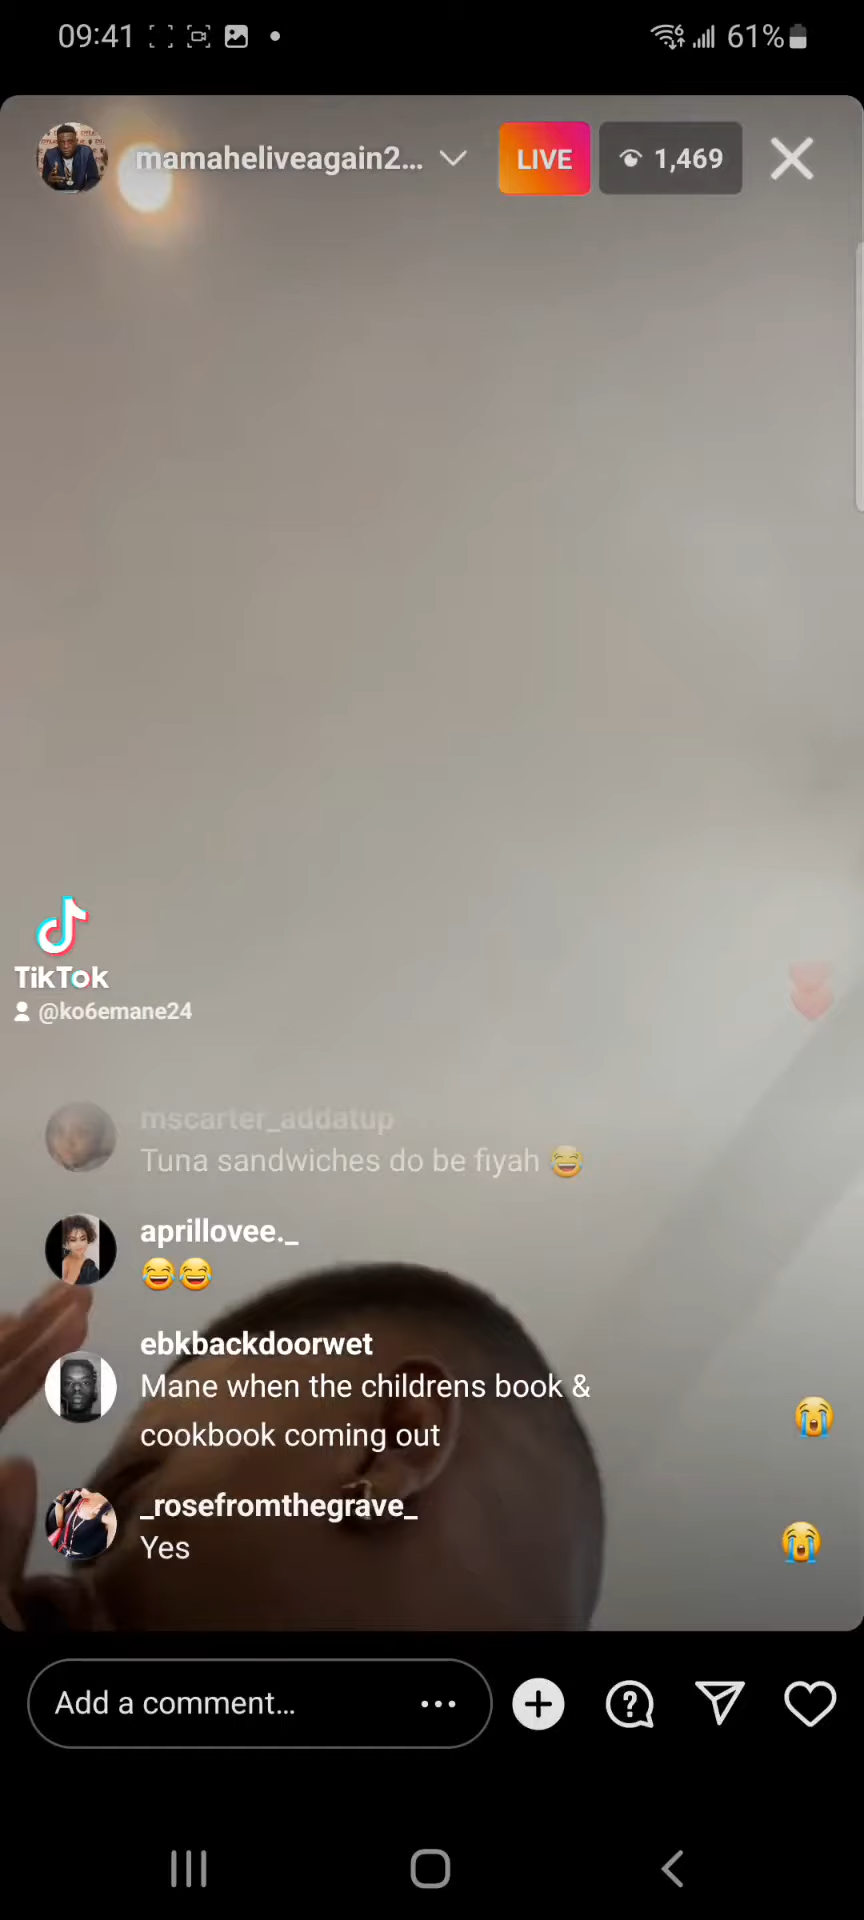 09:41
61%
mamaheliveagain2...
LIVE
1,469
TikTok
@ko6emane24
mscarter_addatup
Tuna sandwiches do be fiyah 😂
aprillovee._
😂😂
ebkbackdoorwet
Mane when the childrens book &
cookbook coming out
_rosefromthegrave_
Yes
Add a comment...